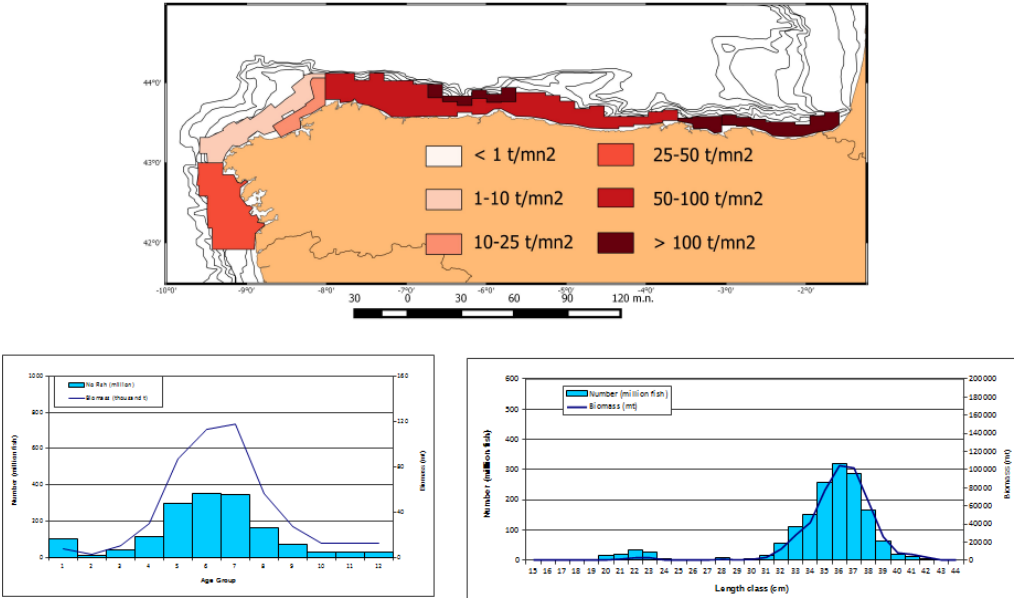 44°0'
43°0'
42°0'
-10°0' -9°0' -8°0' -7°0' -6°0' -5°0' -4°0' -3°0' -2°0'
< 1 t/mn2 25-50 t/mn2
1-10 t/mn2 50-100 t/mn2
10-25 t/mn2 > 100 t/mn2
30 0 30 60 90 120 m.n.
No Fish (million)
Biomass (thousand t)
Number (million fish)
1000
800
600
400
200
0
Biomass (mt)
160
120
80
40
0
1 2 3 4 5 6 7 8 9 10 11 12
Age Group
Number (million fish)
Biomass (mt)
Number (million fish)
600
500
400
300
200
100
0
Biomass (mt)
200000
180000
160000
140000
120000
100000
80000
60000
40000
20000
0
15 16 17 18 19 20 21 22 23 24 25 26 27 28 29 30 31 32 33 34 35 36 37 38 39 40 41 42 43 44
Length class (cm)